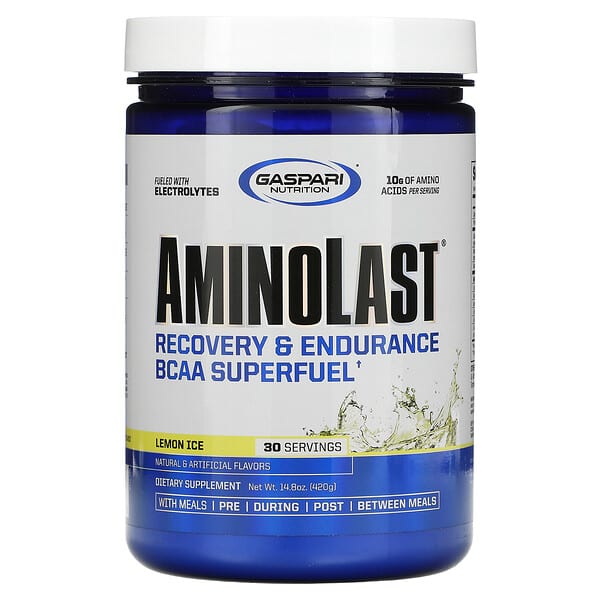 FUELED WITH
ELECTROLYTES
GASPARI
NUTRITION
10g OF AMINO
ACIDS PER SERVING
AMINOLAST®
RECOVERY & ENDURANCE
BCAA SUPERFUEL†
LEMON ICE
30 SERVINGS
NATURAL & ARTIFICIAL FLAVORS
DIETARY SUPPLEMENT Net Wt. 14.8oz. (420g)
WITH MEALS | PRE | DURING | POST | BETWEEN MEALS